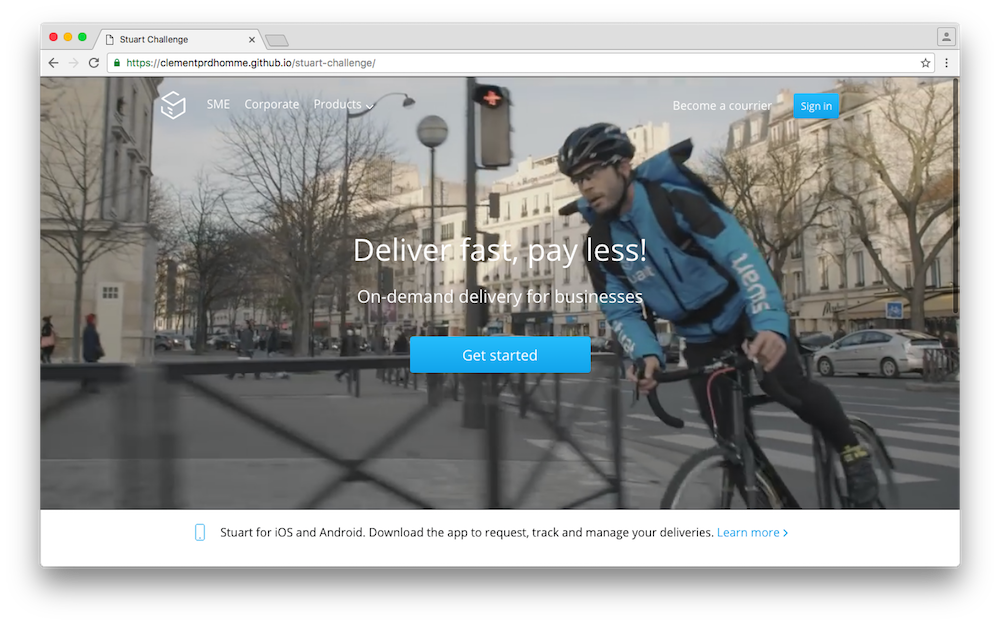 Stuart Challenge
https://clementprdhomme.github.io/stuart-challenge/
SME Corporate Products Become a courrier Sign in
Deliver fast, pay less!
On-demand delivery for businesses
Get started
stuart
Stuart for iOS and Android. Download the app to request, track and manage your deliveries. Learn more >